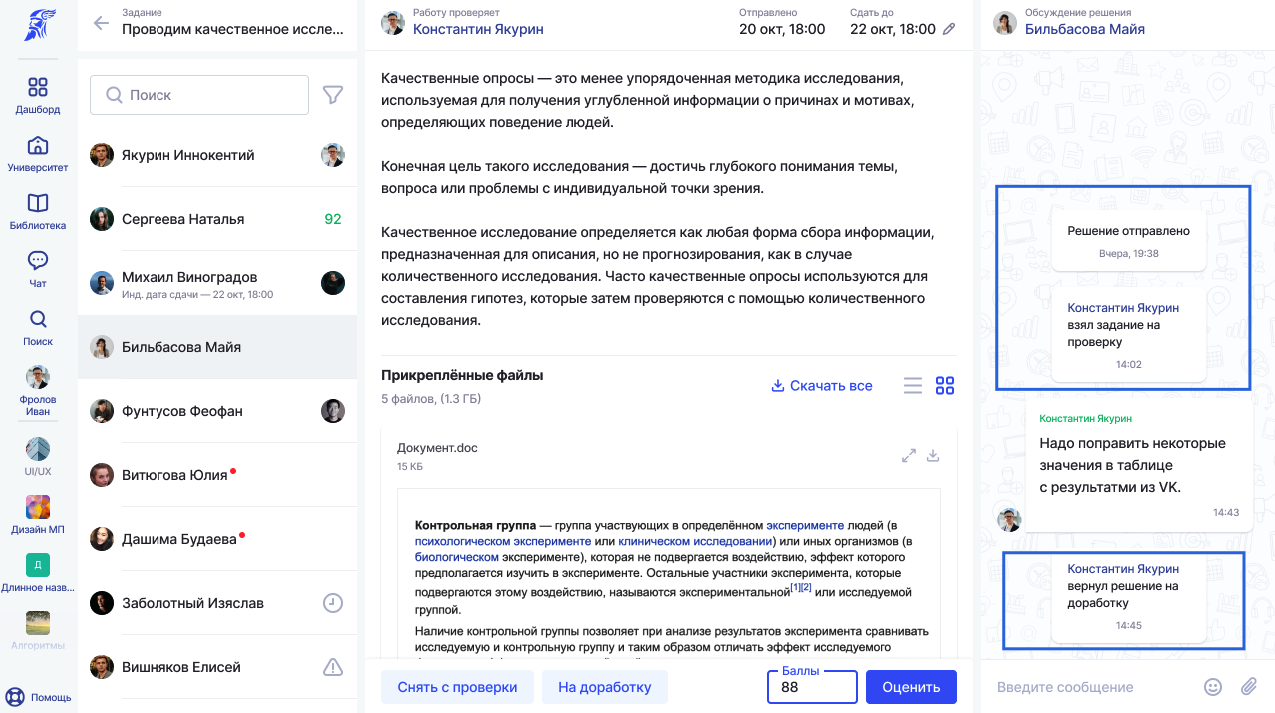 Дашборд
Университет
Библиотека
Чат
Поиск
Фролов
Иван
UI/UX
Дизайн МП
Д
Длинное назв...
Алгоритмы
Помощь
Задание
Проводим качественное иссле...
Поиск
Якурин Иннокентий
Сергеева Наталья 92
Михаил Виноградов
Инд. дата сдачи — 22 окт, 18:00
Бильбасова Майя
Фунтусов Феофан
Витюгова Юлия
Дашима Будаева
Заболотный Изяслав
Вишняков Елисей
Работу проверяет
Константин Якурин
Отправлено
20 окт, 18:00
Сдать до
22 окт, 18:00
Качественные опросы — это менее упорядоченная методика исследования,
используемая для получения углубленной информации о причинах и мотивах,
определяющих поведение людей.
Конечная цель такого исследования — достичь глубокого понимания темы,
вопроса или проблемы с индивидуальной точки зрения.
Качественное исследование определяется как любая форма сбора информации,
предназначенная для описания, но не прогнозирования, как в случае
количественного исследования. Часто качественные опросы используются для
составления гипотез, которые затем проверяются с помощью количественного
исследования.
Прикреплённые файлы
5 файлов, (1.3 ГБ)
Скачать все
Документ.doc
15 КБ
Контрольная группа — группа участвующих в определённом эксперименте людей (в
психологическом эксперименте или клиническом исследовании) или иных организмов (в
биологическом эксперименте), которая не подвергается воздействию, эффект которого
предполагается изучить в эксперименте. Остальные участники эксперимента, которые
подвергаются этому воздействию, называются экспериментальной[1][2] или исследуемой
группой.
Наличие контрольной группы позволяет при анализе результатов эксперимента сравнивать
исследуемую и контрольную группу и таким образом отличать эффект исследуемого
Снять с проверки
На доработку
Баллы
88
Оценить
Обсуждение решения
Бильбасова Майя
Решение отправлено
Вчера, 19:38
Константин Якурин
взял задание на
проверку
14:02
Константин Якурин
Надо поправить некоторые
значения в таблице
с результатми из VK.
14:43
Константин Якурин
вернул решение на
доработку
14:45
Введите сообщение